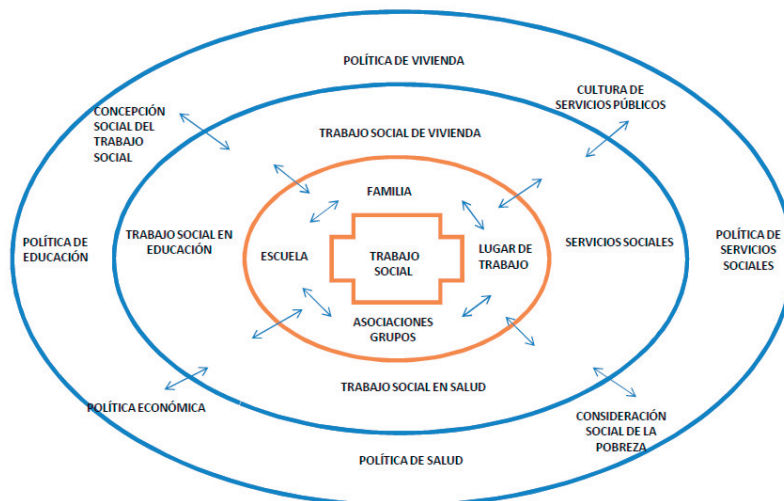 POLÍTICA DE VIVIENDA
CULTURA DE
SERVICIOS PÚBLICOS
CONCEPCIÓN
SOCIAL DEL
TRABAJO
SOCIAL
TRABAJO SOCIAL DE VIVIENDA
FAMILIA
POLÍTICA DE
EDUCACIÓN
TRABAJO SOCIAL EN
EDUCACIÓN
ESCUELA
TRABAJO
SOCIAL
LUGAR DE
TRABAJO
SERVICIOS SOCIALES
POLÍTICA DE
SERVICIOS
SOCIALES
ASOCIACIONES
GRUPOS
TRABAJO SOCIAL EN SALUD
POLÍTICA ECONÓMICA
CONSIDERACIÓN
SOCIAL DE LA
POBREZA
POLÍTICA DE SALUD